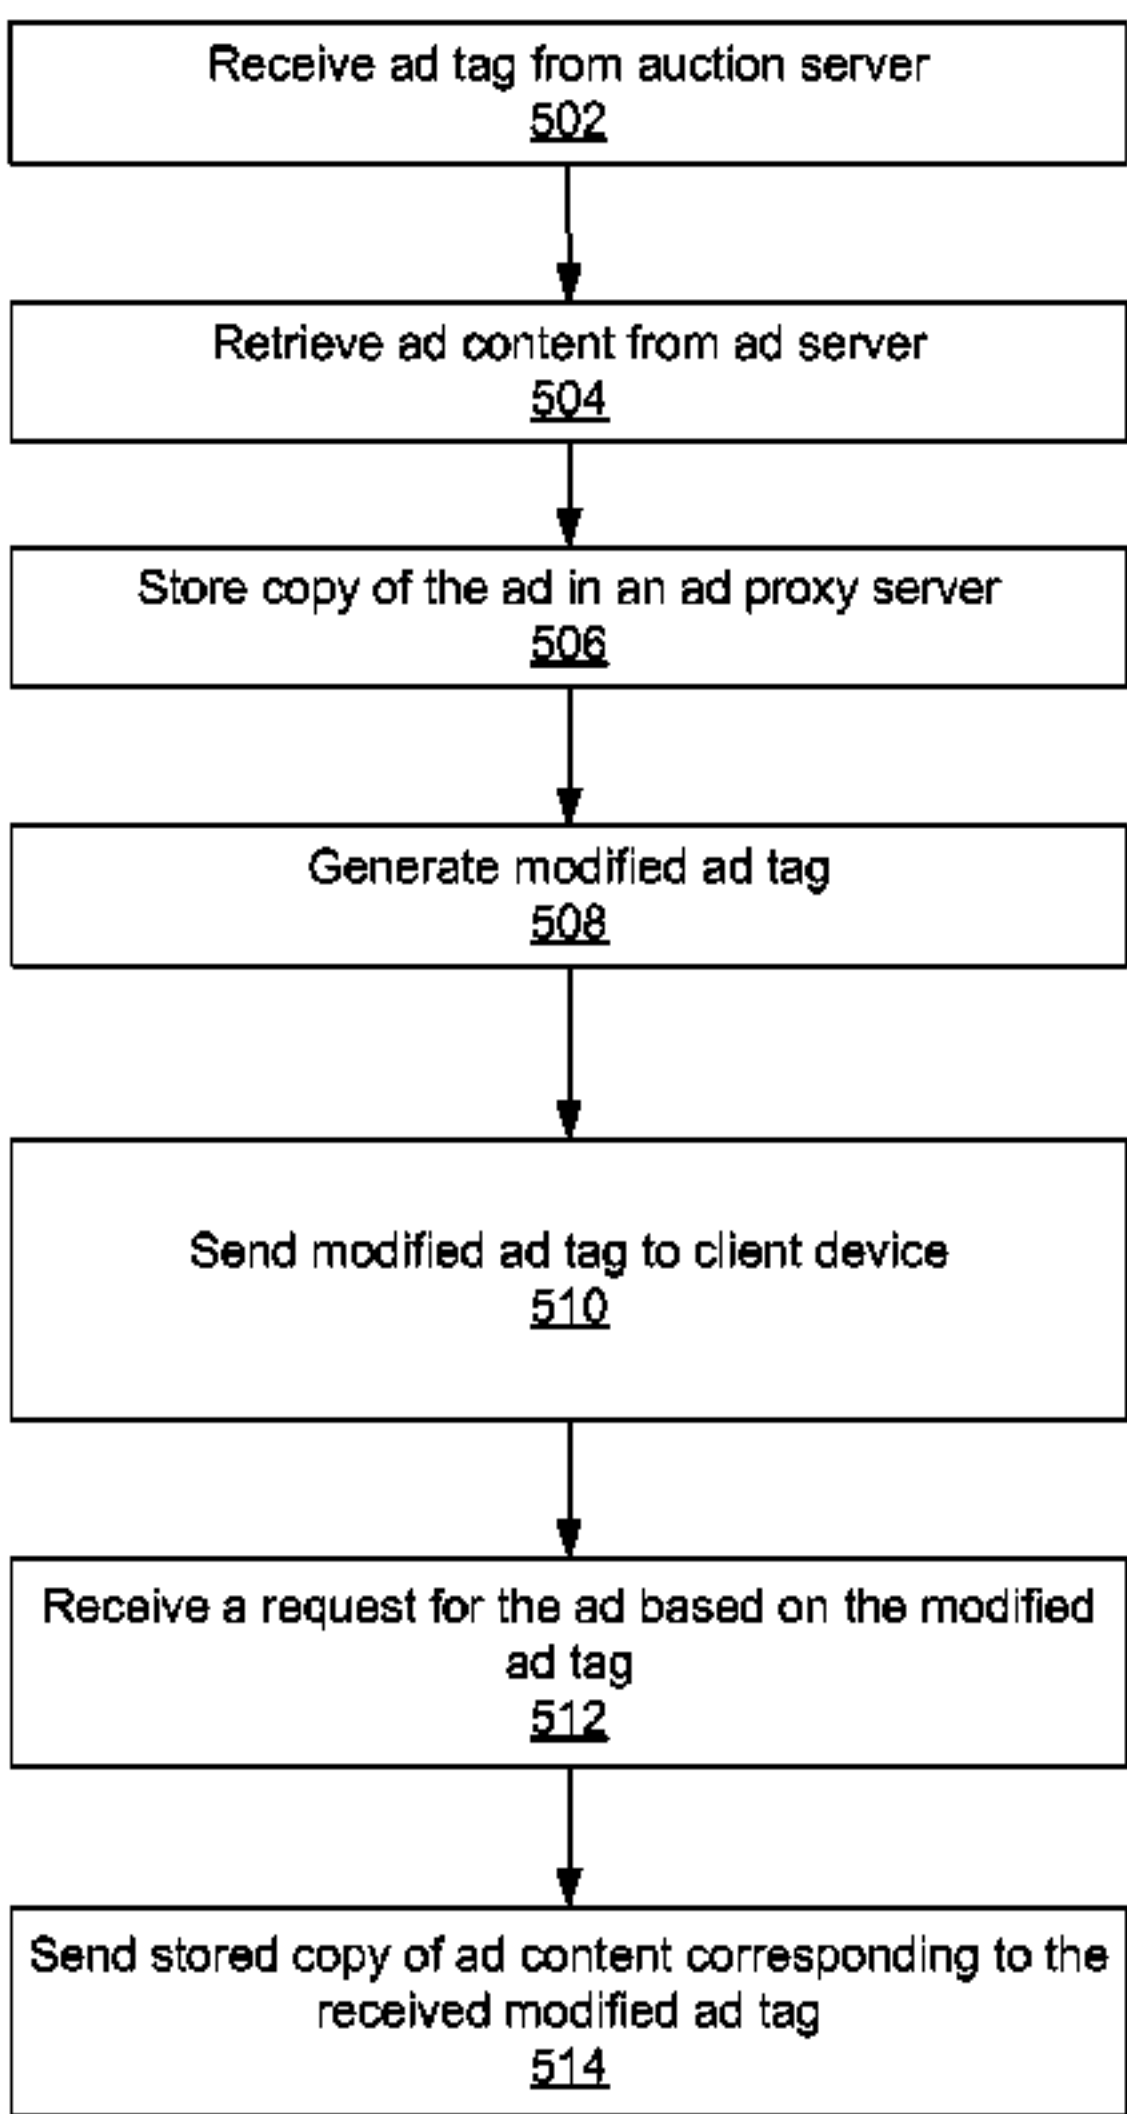 Receive ad tag from auction server
502
Retrieve ad content from ad server
504
Store copy of the ad in an ad proxy server
506
Generate modified ad tag
508
Send modified ad tag to client device
510
Receive a request for the ad based on the modified
ad tag
512
Send stored copy of ad content corresponding to the
received modified ad tag
514